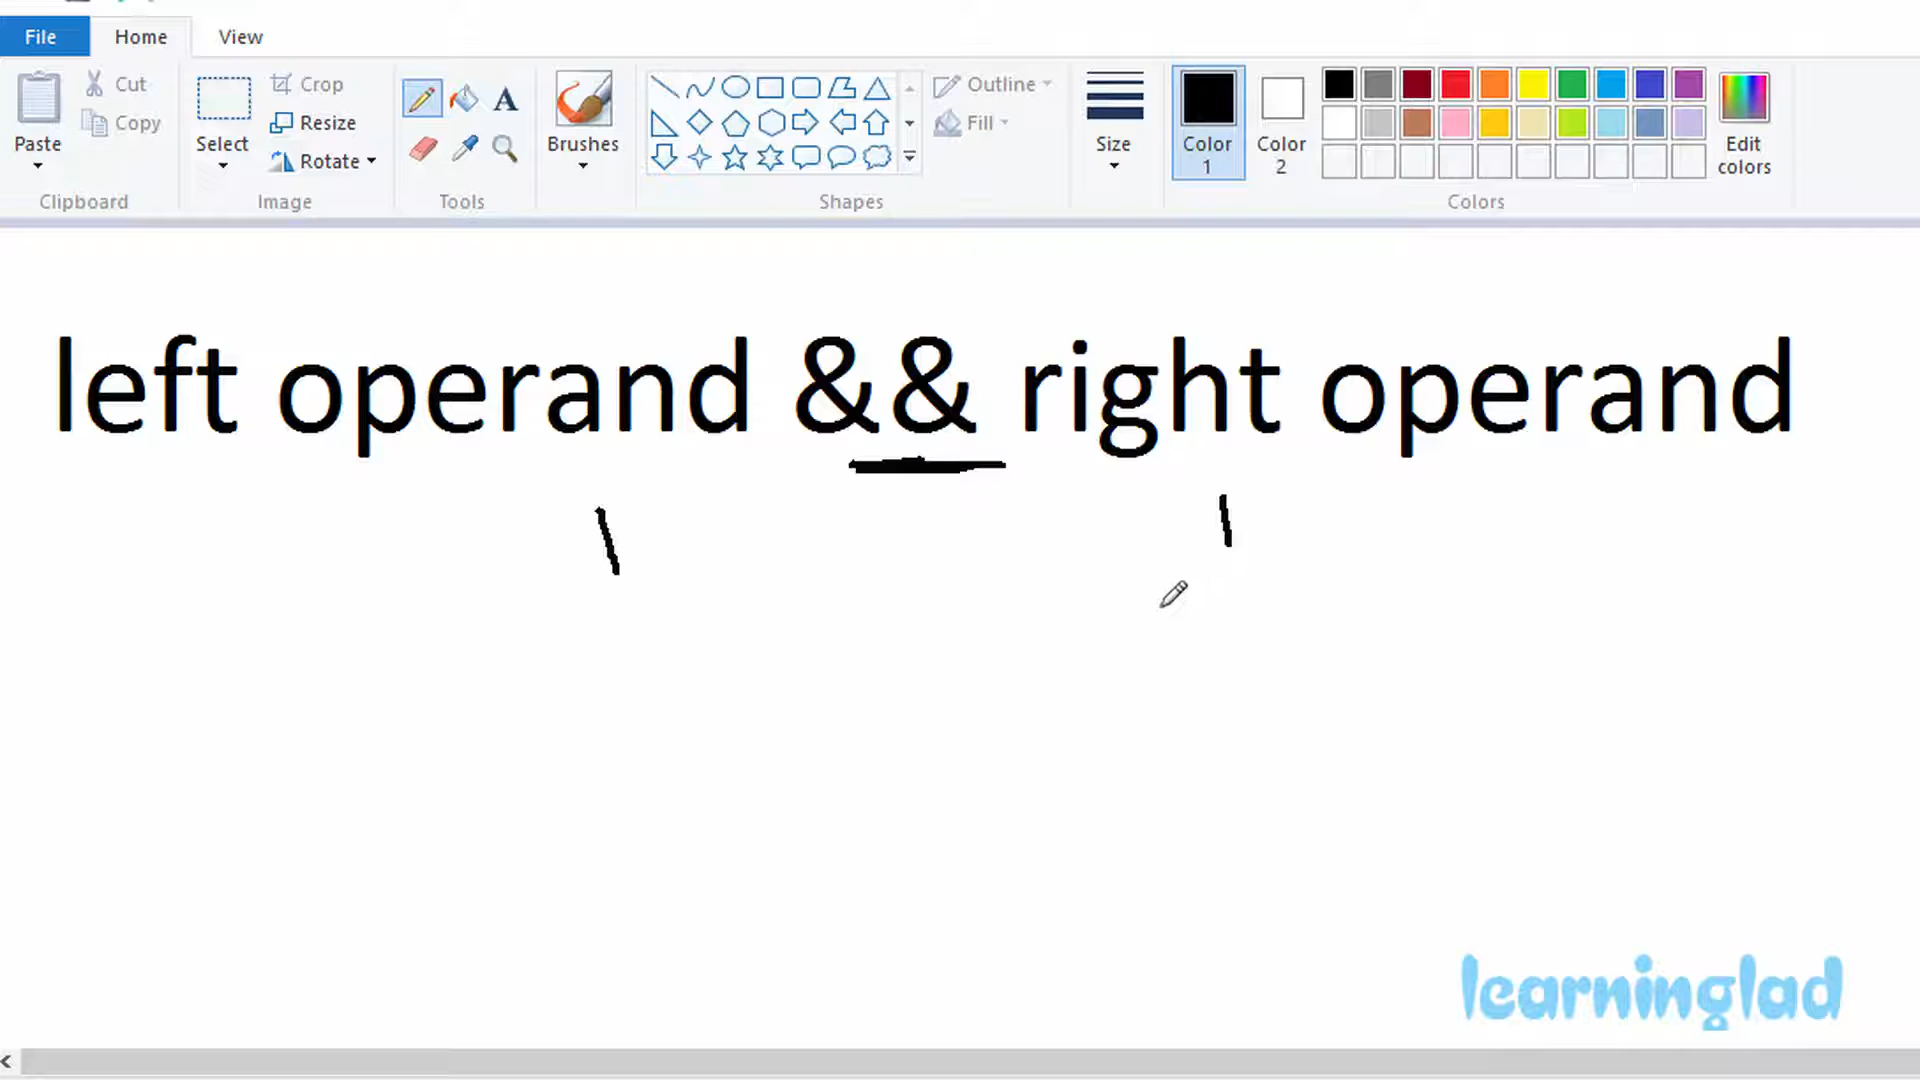 File Home View
Cut Crop Outline
Copy Resize Fill
Paste Select Rotate Brushes Size Color 1 Color 2 Edit colors
Clipboard Image Tools Shapes Colors
left operand && right operand
learninglad